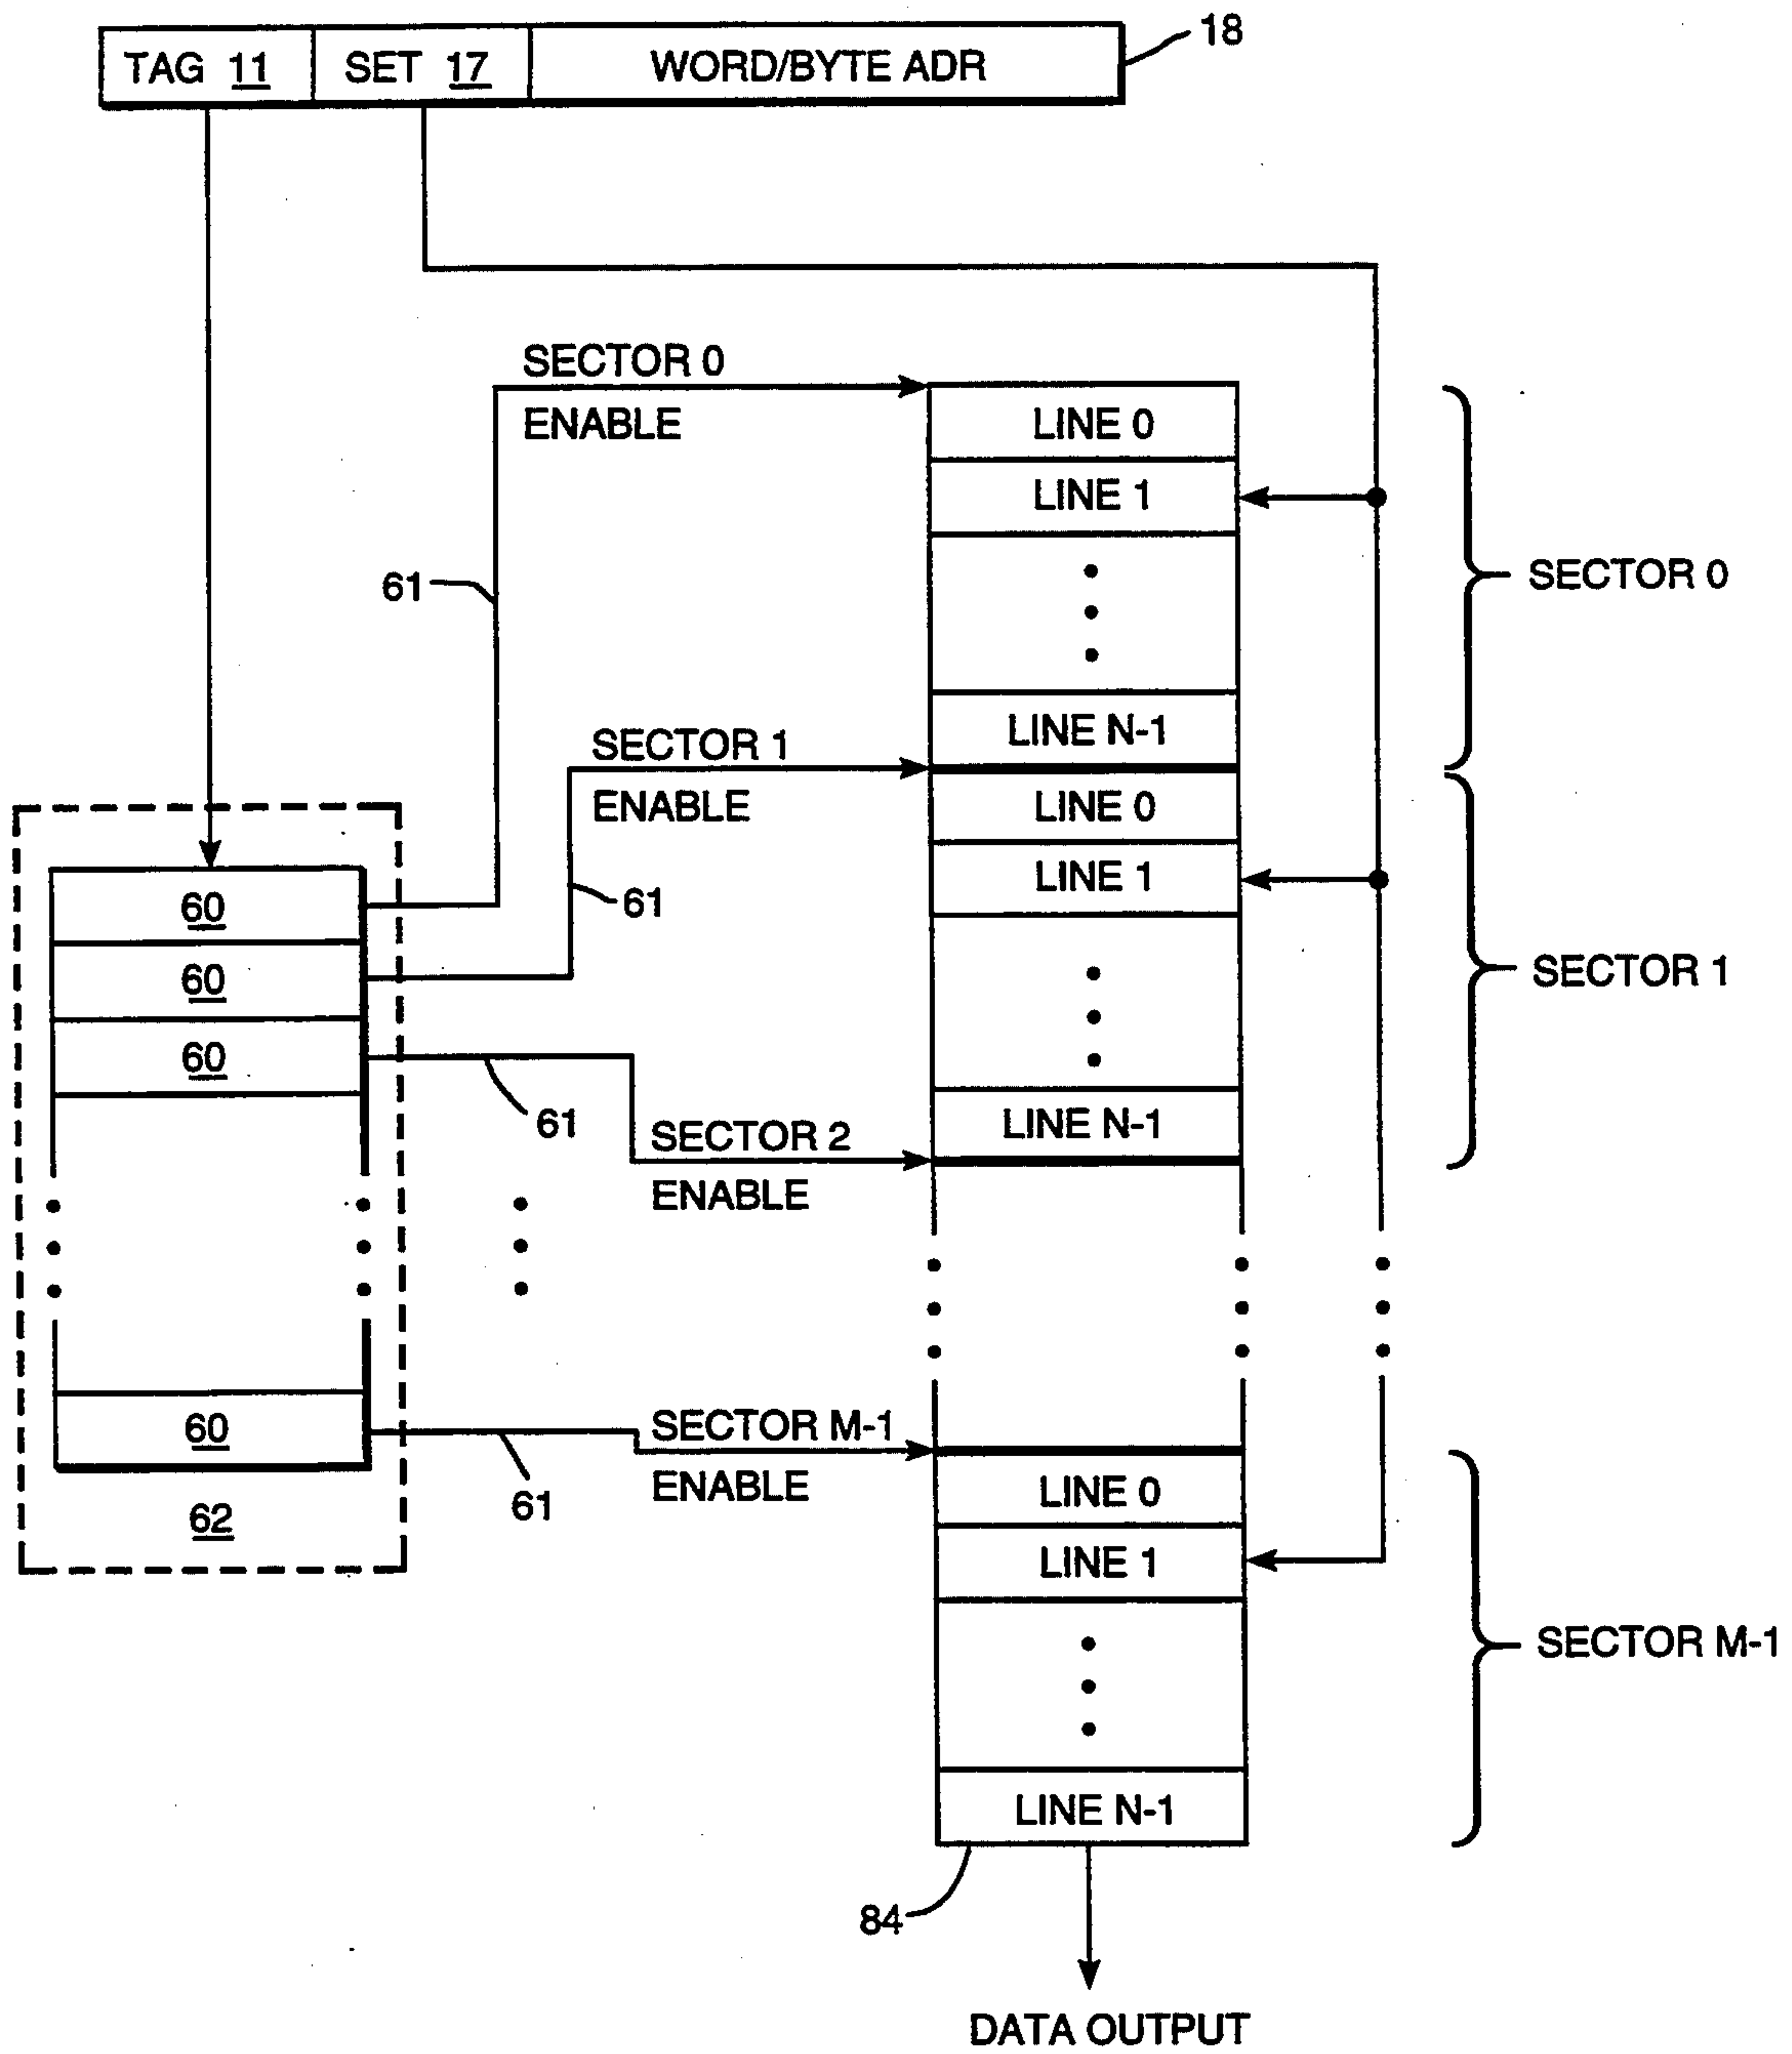 18
TAG 11 SET 17 WORD/BYTE ADR
SECTOR 0
ENABLE
LINE 0
LINE 1
61
SECTOR 0
LINE N-1
SECTOR 1
ENABLE
LINE 0
LINE 1
60
61
60
SECTOR 1
60
61
LINE N-1
SECTOR 2
ENABLE
60
SECTOR M-1
ENABLE
61
62
LINE 0
LINE 1
SECTOR M-1
LINE N-1
84
DATA OUTPUT